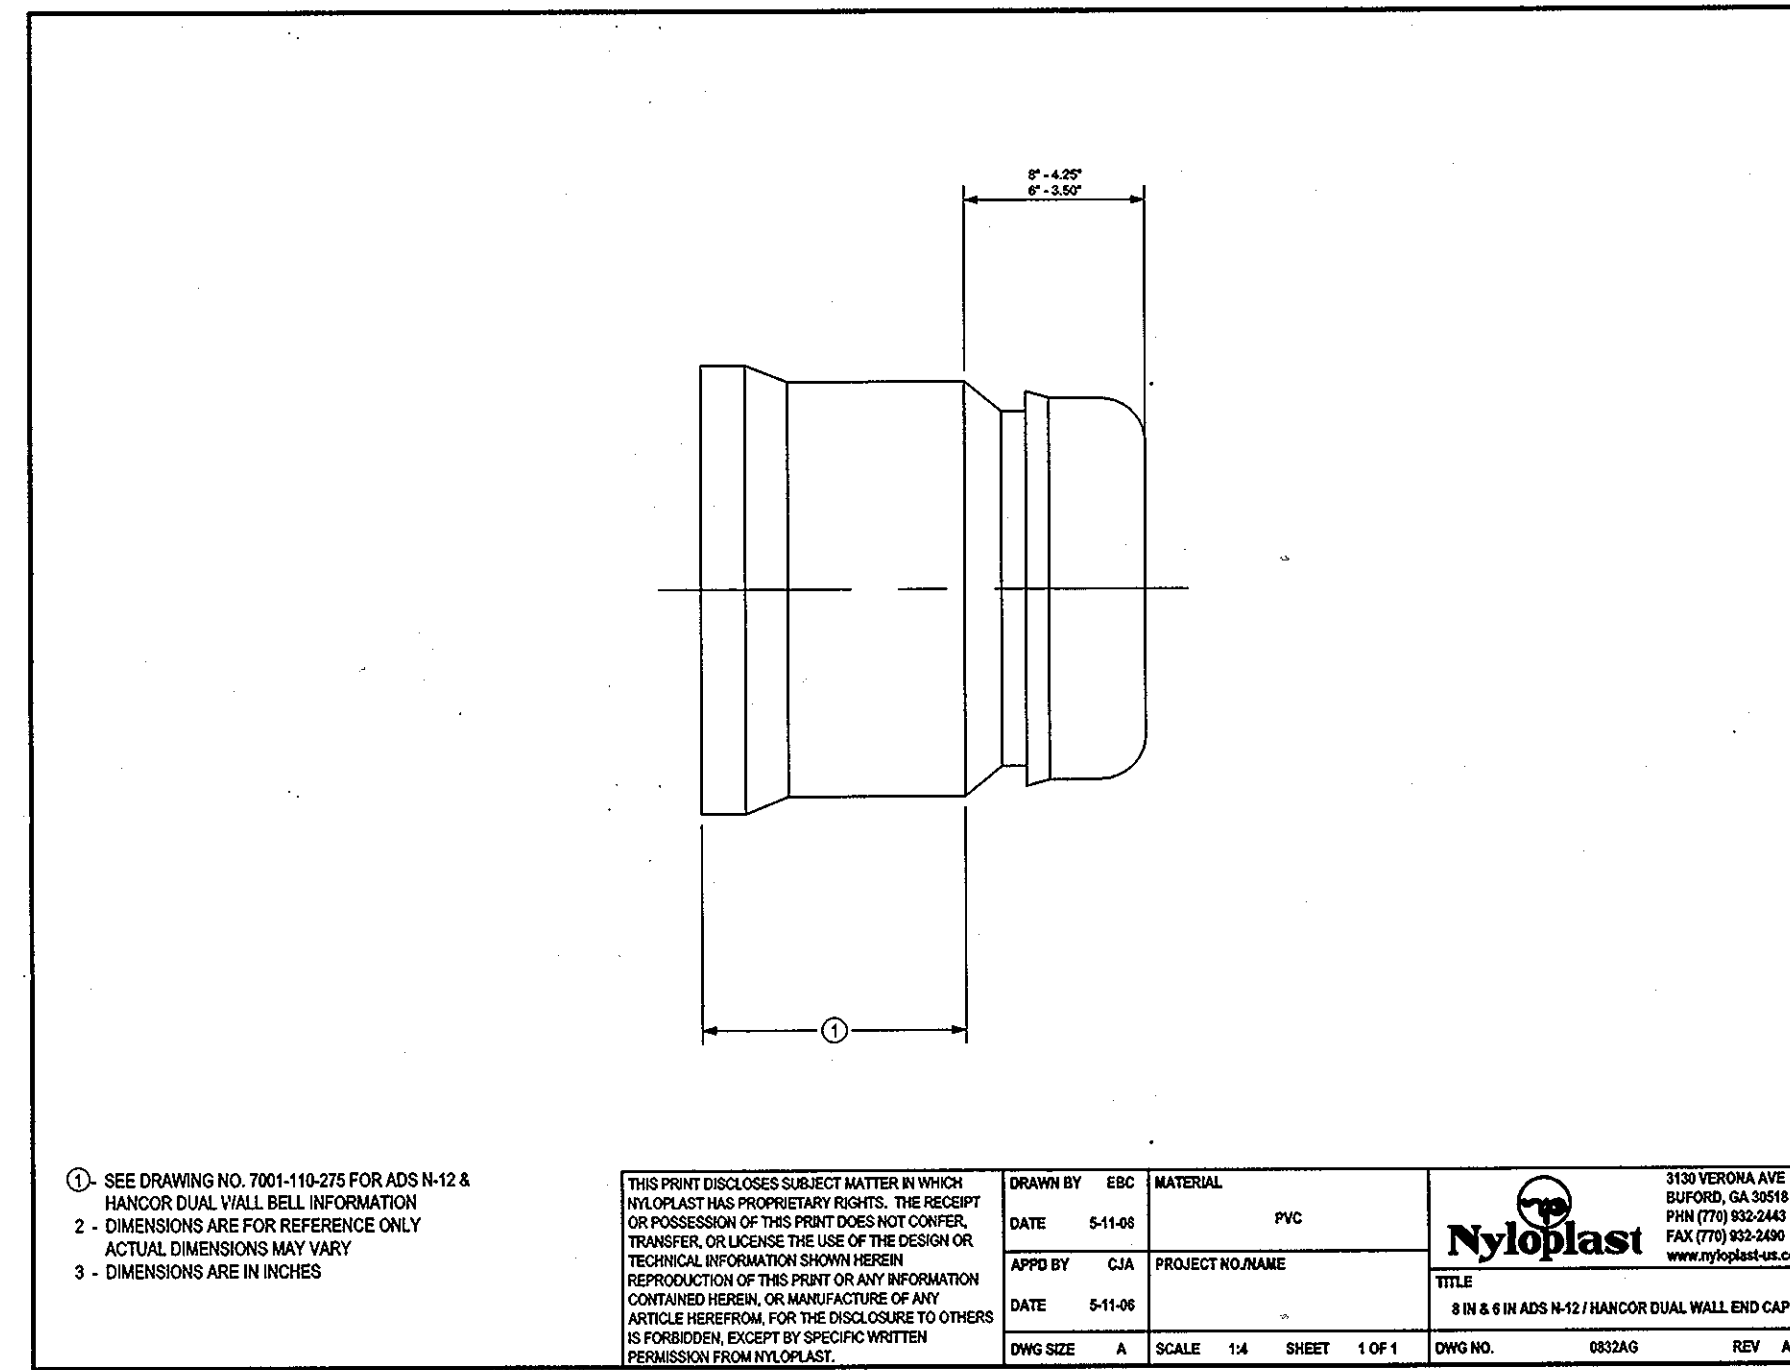 8" - 4.25"
6" - 3.50"
1
1 - SEE DRAWING NO. 7001-110-275 FOR ADS N-12 &
HANCOR DUAL WALL BELL INFORMATION
2 - DIMENSIONS ARE FOR REFERENCE ONLY
ACTUAL DIMENSIONS MAY VARY
3 - DIMENSIONS ARE IN INCHES
THIS PRINT DISCLOSES SUBJECT MATTER IN WHICH
NYLOPLAST HAS PROPRIETARY RIGHTS. THE RECEIPT
OR POSSESSION OF THIS PRINT DOES NOT CONFER,
TRANSFER, OR LICENSE THE USE OF THE DESIGN OR
TECHNICAL INFORMATION SHOWN HEREIN
REPRODUCTION OF THIS PRINT OR ANY INFORMATION
CONTAINED HEREIN, OR MANUFACTURE OF ANY
ARTICLE HEREFROM, FOR THE DISCLOSURE TO OTHERS
IS FORBIDDEN, EXCEPT BY SPECIFIC WRITTEN
PERMISSION FROM NYLOPLAST.
DRAWN BY EBC
DATE 5-11-06
APPD BY CJA
DATE 5-11-06
DWG SIZE A
MATERIAL
PVC
PROJECT NO./NAME
SCALE 1:4 SHEET 1 OF 1
Nyloplast
3130 VERONA AVE
BUFORD, GA 30518
PHN (770) 932-2443
FAX (770) 932-2490
www.nyloplast-us.co
TITLE
8 IN & 6 IN ADS N-12 / HANCOR DUAL WALL END CAP
DWG NO. 0832AG REV A